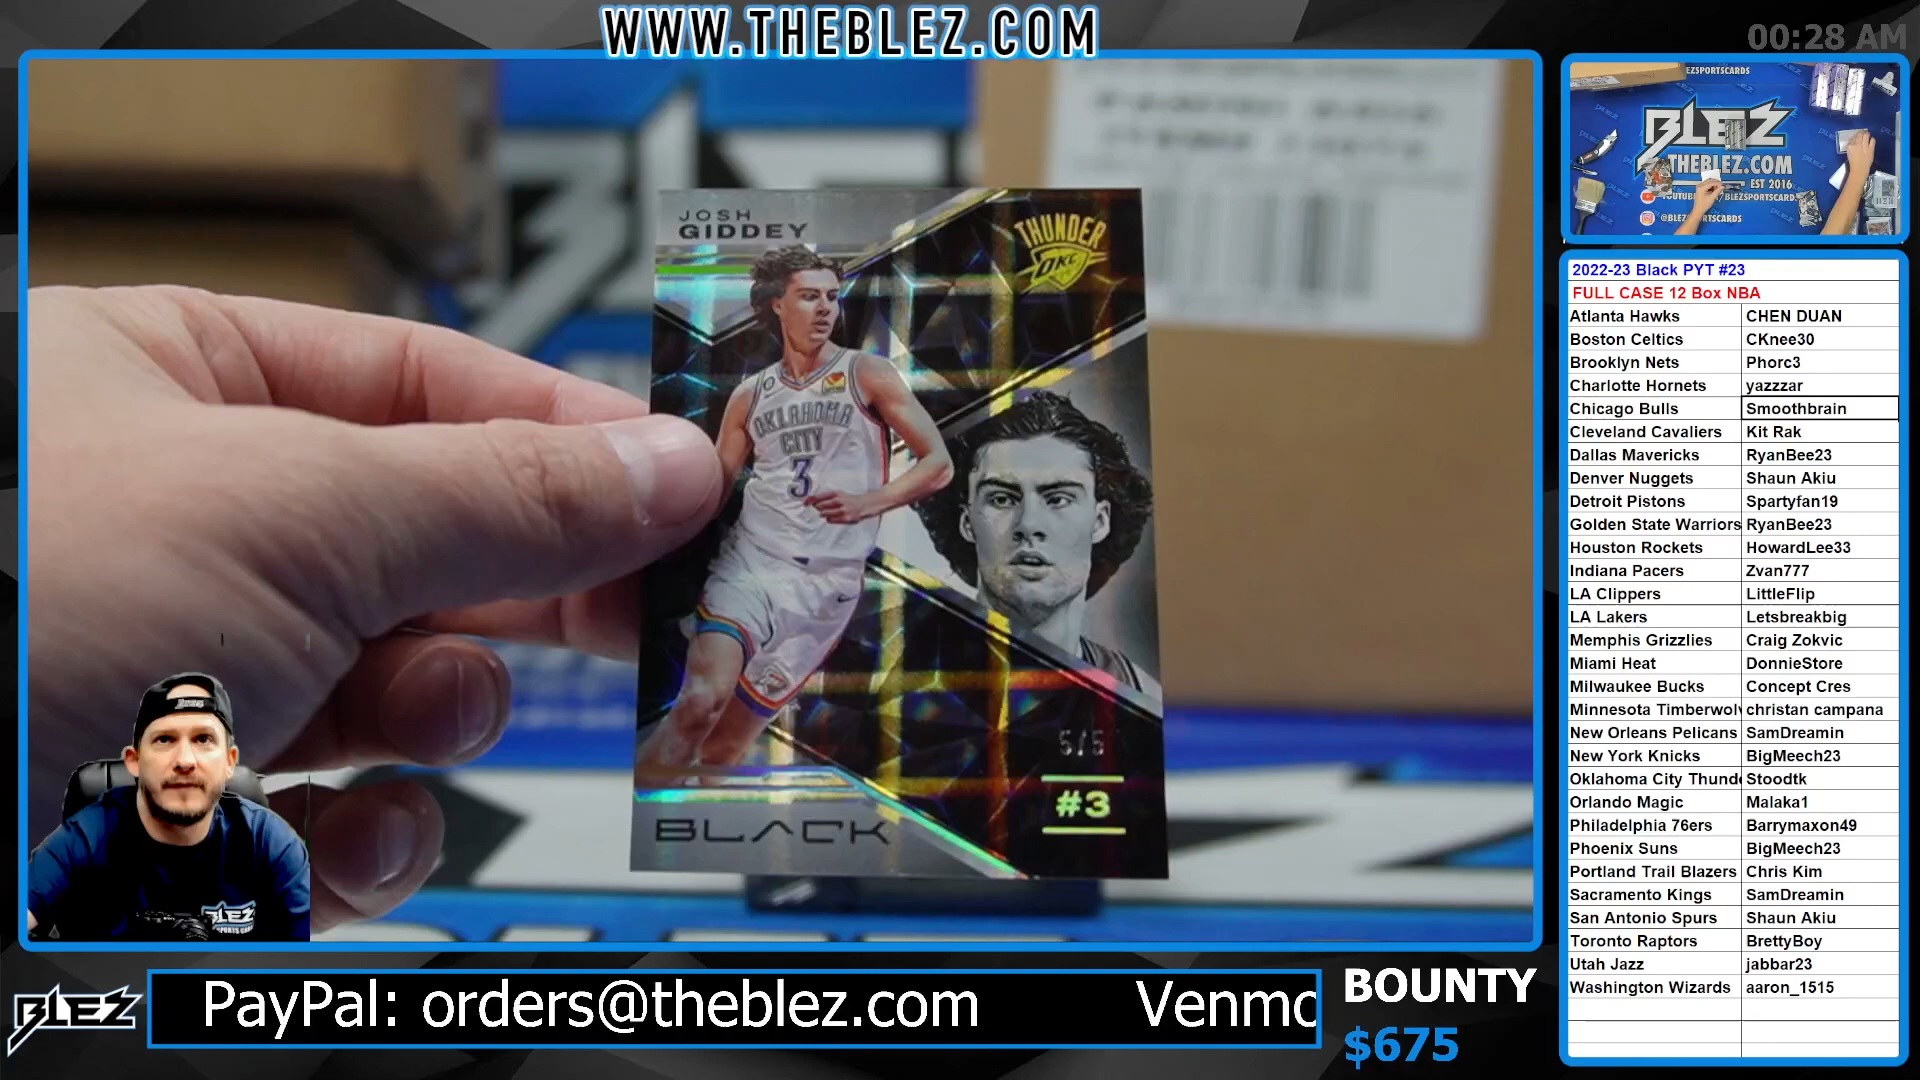 WWW.THEBLEZ.COM
00:28 AM
JOSH
GIDDEY
THUNDER
OKC
OKLAHOMA
CITY
3
5/5
#3
BLACK
EZSPORTSCARDS
BLEZ
THEBLEZ.COM
EST 2016
2022-23 Black PYT #23
FULL CASE 12 Box NBA
Atlanta Hawks CHEN DUAN
Boston Celtics CKnee30
Brooklyn Nets Phorc3
Charlotte Hornets yazzzar
Chicago Bulls Smoothbrain
Cleveland Cavaliers Kit Rak
Dallas Mavericks RyanBee23
Denver Nuggets Shaun Akiu
Detroit Pistons Spartyfan19
Golden State Warriors RyanBee23
Houston Rockets HowardLee33
Indiana Pacers Zvan777
LA Clippers LittleFlip
LA Lakers Letsbreakbig
Memphis Grizzlies Craig Zokvic
Miami Heat DonnieStore
Milwaukee Bucks Concept Cres
Minnesota Timberwolv christan campana
New Orleans Pelicans SamDreamin
New York Knicks BigMeech23
Oklahoma City Thunde Stoodtk
Orlando Magic Malaka1
Philadelphia 76ers Barrymaxon49
Phoenix Suns BigMeech23
Portland Trail Blazers Chris Kim
Sacramento Kings SamDreamin
San Antonio Spurs Shaun Akiu
Toronto Raptors BrettyBoy
Utah Jazz jabbar23
Washington Wizards aaron_1515
BLEZ
PayPal: orders@theblez.com Venmo
BOUNTY
$675